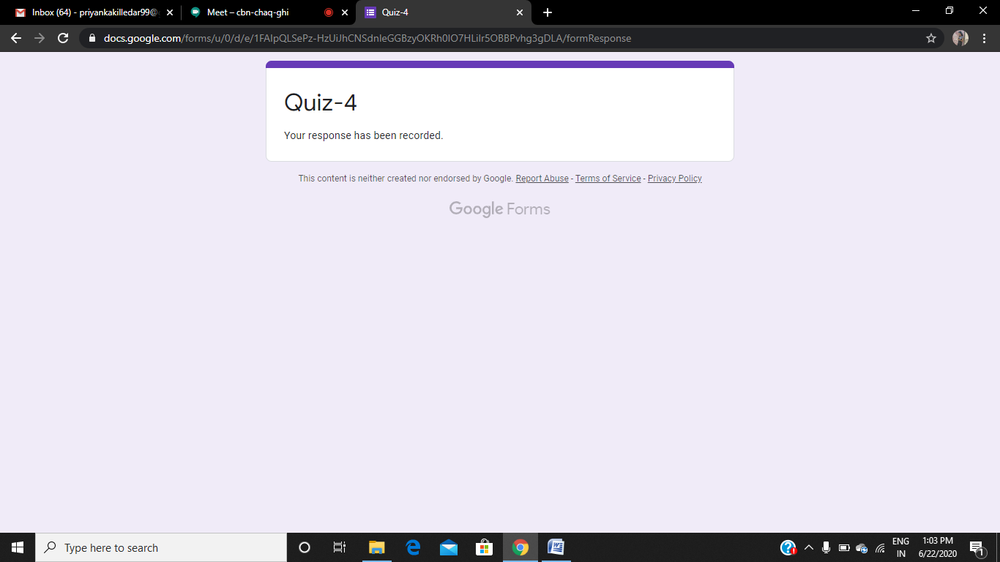 Inbox (64) - priyankakilledar99@
Meet – cbn-chaq-ghi
Quiz-4
docs.google.com/forms/u/0/d/e/1FAIpQLSePz-HzUiJhCNSdnleGGBzyOKRh0IO7HLiIr5OBBPvhg3gDLA/formResponse
Quiz-4
Your response has been recorded.
This content is neither created nor endorsed by Google. Report Abuse - Terms of Service - Privacy Policy
Google Forms
Type here to search
ENG
IN
1:03 PM
6/22/2020
1